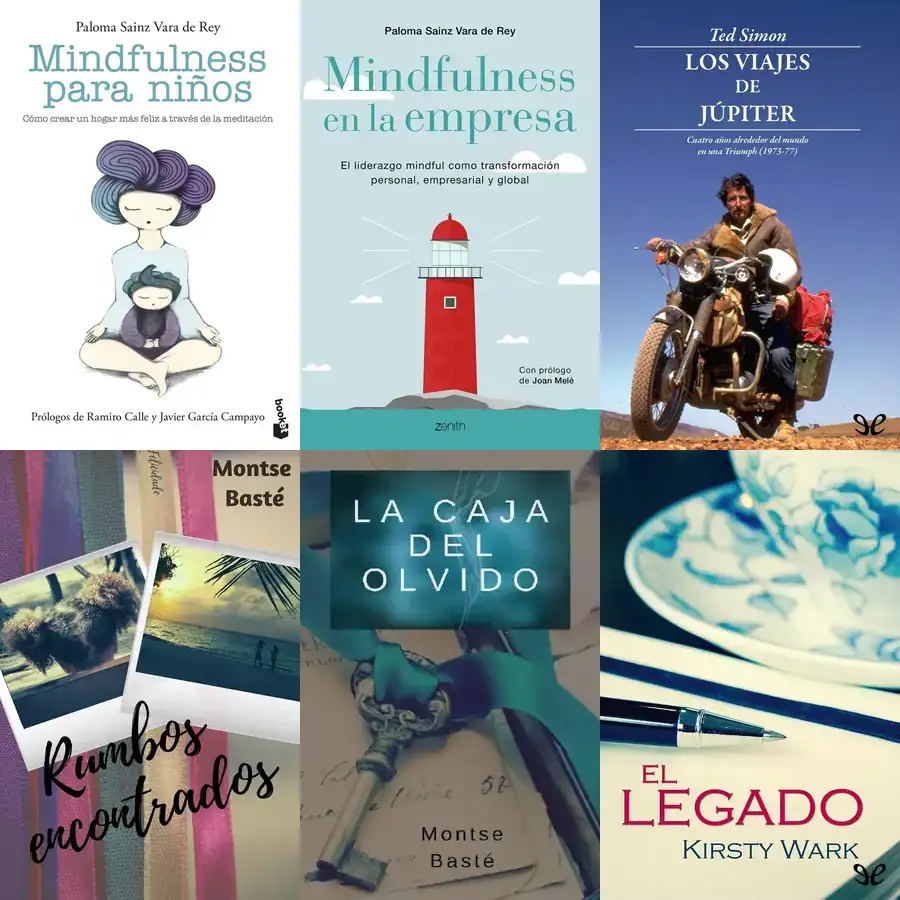 Paloma Sainz Vara de Rey
Mindfulness
para niños
Cómo crear un hogar más feliz a través de la meditación
Prólogos de Ramiro Calle y Javier García Campayo
booket
Paloma Sainz Vara de Rey
Mindfulness
en la empresa
El liderazgo mindful como transformación
personal, empresarial y global
Con prólogo
de Joan Melé
zenith
Ted Simon
LOS VIAJES
DE
JÚPITER
Cuatro años alrededor del mundo
en una Triumph (1973-77)
Felicidade
Montse
Basté
Rumbos
encontrados
LA CAJA
DEL
OLVIDO
57
Montse
Basté
EL
LEGADO
KIRSTY WARK